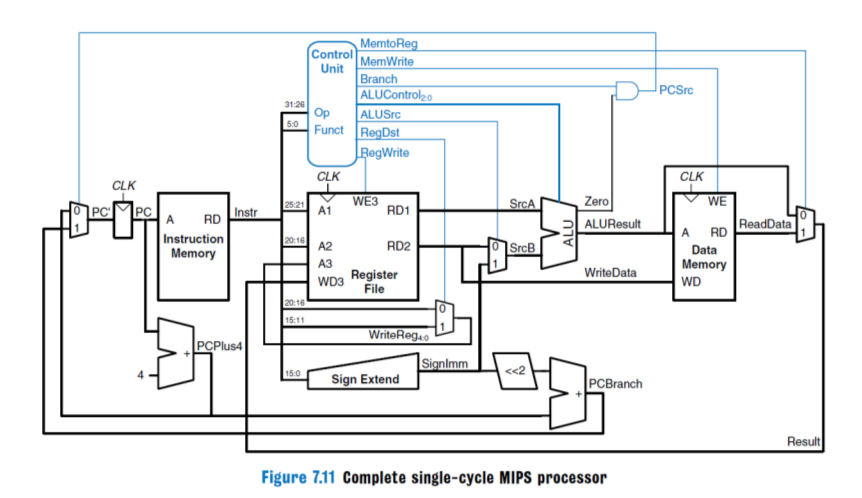 MemtoReg
Control Unit
MemWrite
Branch
ALUControl2:0
PCSrc
31:26
Op
ALUSrc
5:0
Funct
RegDst
RegWrite
CLK
CLK
CLK
0
1
PC'
PC
A
RD
Instruction
Memory
Instr
25:21
A1
WE3
RD1
SrcA
Zero
WE
0
1
20:16
A2
RD2
0
1
SrcB
ALU
ALUResult
A
RD
Data
Memory
WD
ReadData
A3
WD3
Register
File
WriteData
20:16
0
15:11
1
WriteReg4:0
PCPlus4
+
4
15:0
Sign Extend
SignImm
<<2
+
PCBranch
Result
Figure 7.11 Complete single-cycle MIPS processor